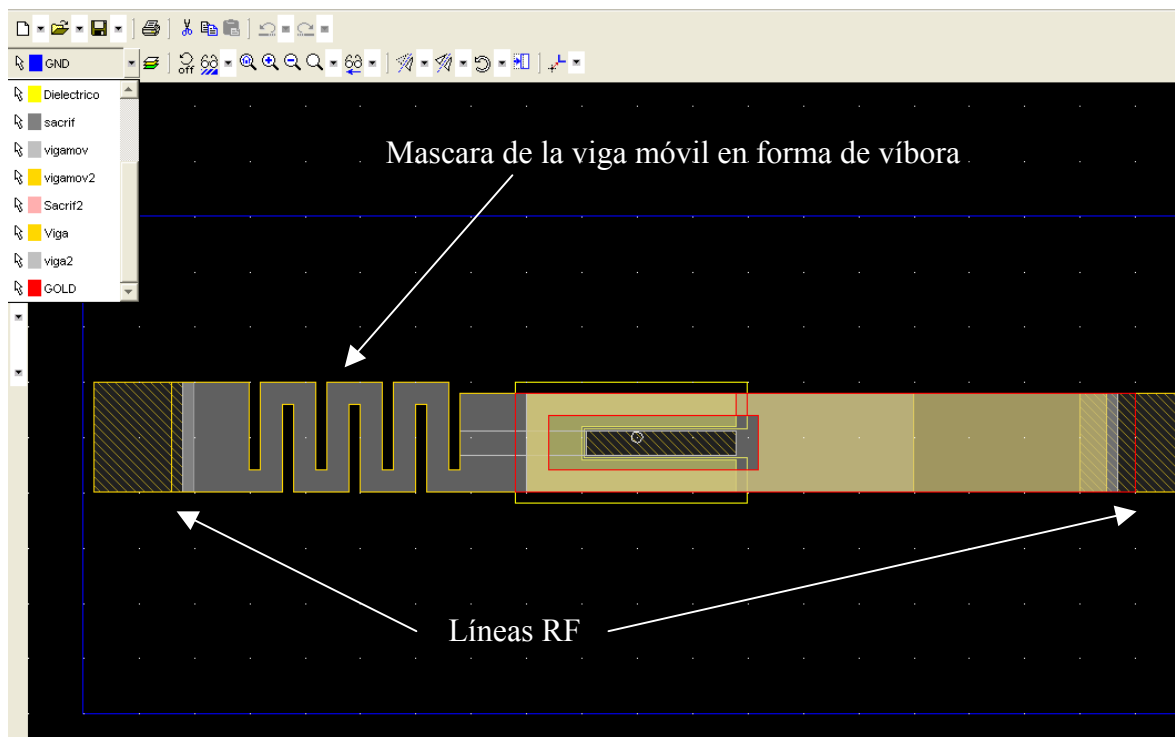 GND
off
Dielectrico
sacrif
vigamov
vigamov2
Sacrif2
Viga
viga2
GOLD
Mascara de la viga móvil en forma de víbora
Líneas RF